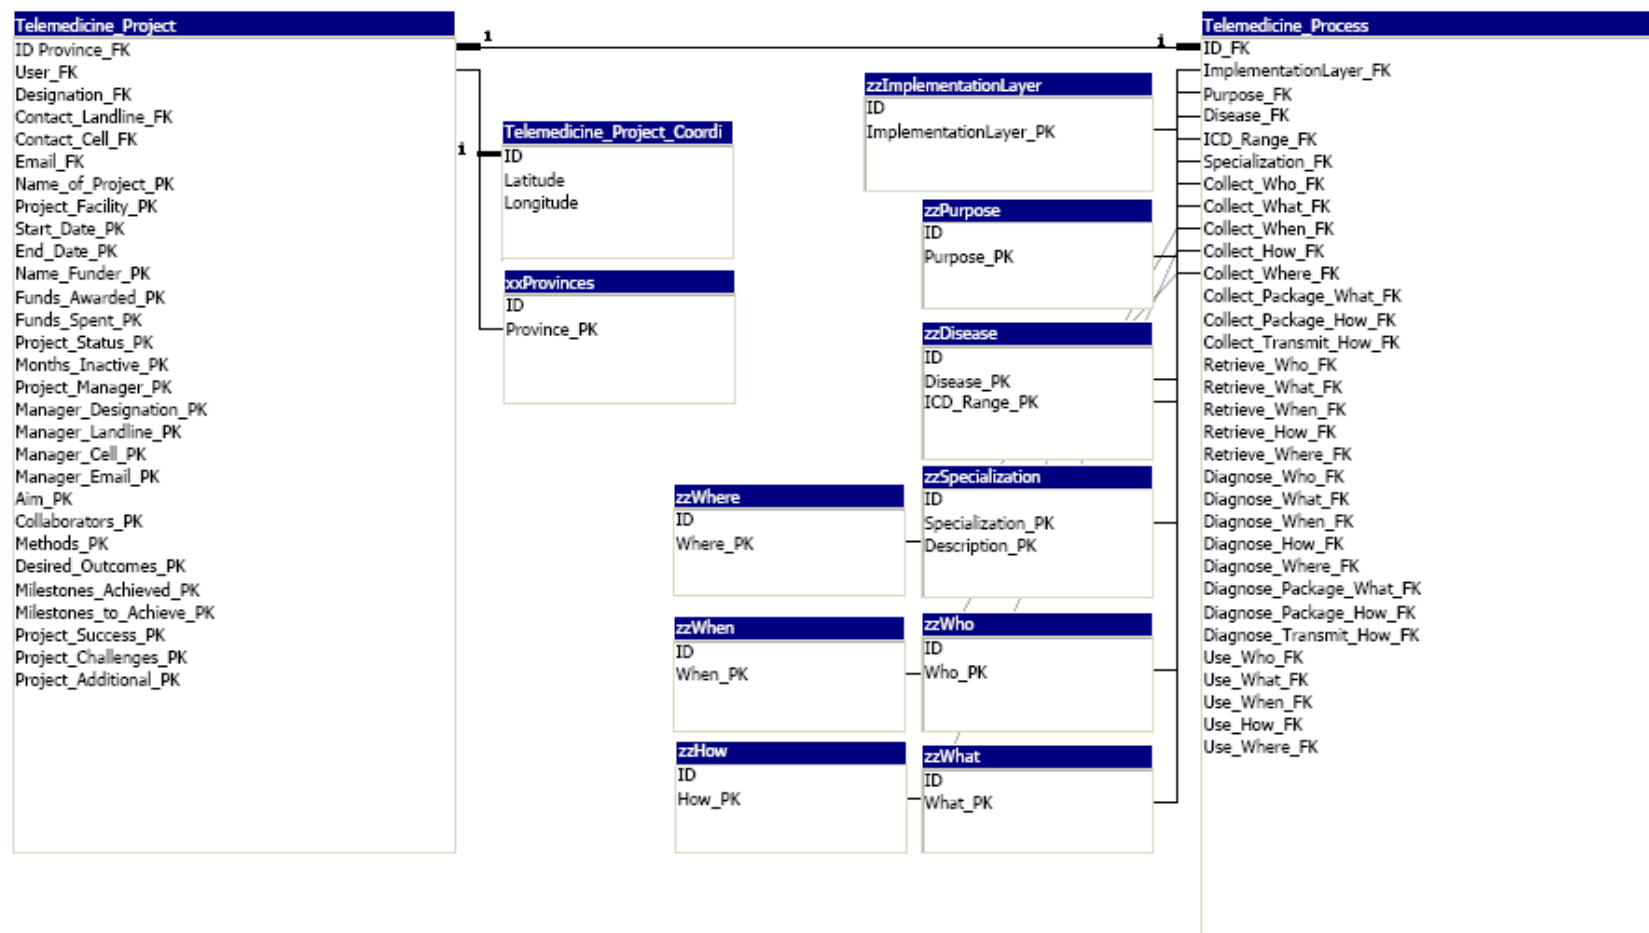 Telemedicine_Project
ID Province_FK
User_FK
Designation_FK
Contact_Landline_FK
Contact_Cell_FK
Email_FK
Name_of_Project_PK
Project_Facility_PK
Start_Date_PK
End_Date_PK
Name_Funder_PK
Funds_Awarded_PK
Funds_Spent_PK
Project_Status_PK
Months_Inactive_PK
Project_Manager_PK
Manager_Designation_PK
Manager_Landline_PK
Manager_Cell_PK
Manager_Email_PK
Aim_PK
Collaborators_PK
Methods_PK
Desired_Outcomes_PK
Milestones_Achieved_PK
Milestones_to_Achieve_PK
Project_Success_PK
Project_Challenges_PK
Project_Additional_PK
1
1
1
Telemedicine_Project_Coordi
ID
Latitude
Longitude
xxProvinces
ID
Province_PK
zzWhere
ID
Where_PK
zzWhen
ID
When_PK
zzHow
ID
How_PK
zzImplementationLayer
ID
ImplementationLayer_PK
zzPurpose
ID
Purpose_PK
zzDisease
ID
Disease_PK
ICD_Range_PK
zzSpecialization
ID
Specialization_PK
Description_PK
zzWho
ID
Who_PK
zzWhat
ID
What_PK
Telemedicine_Process
ID_FK
ImplementationLayer_FK
Purpose_FK
Disease_FK
ICD_Range_FK
Specialization_FK
Collect_Who_FK
Collect_What_FK
Collect_When_FK
Collect_How_FK
Collect_Where_FK
Collect_Package_What_FK
Collect_Package_How_FK
Collect_Transmit_How_FK
Retrieve_Who_FK
Retrieve_What_FK
Retrieve_When_FK
Retrieve_How_FK
Retrieve_Where_FK
Diagnose_Who_FK
Diagnose_What_FK
Diagnose_When_FK
Diagnose_How_FK
Diagnose_Where_FK
Diagnose_Package_What_FK
Diagnose_Package_How_FK
Diagnose_Transmit_How_FK
Use_Who_FK
Use_What_FK
Use_When_FK
Use_How_FK
Use_Where_FK